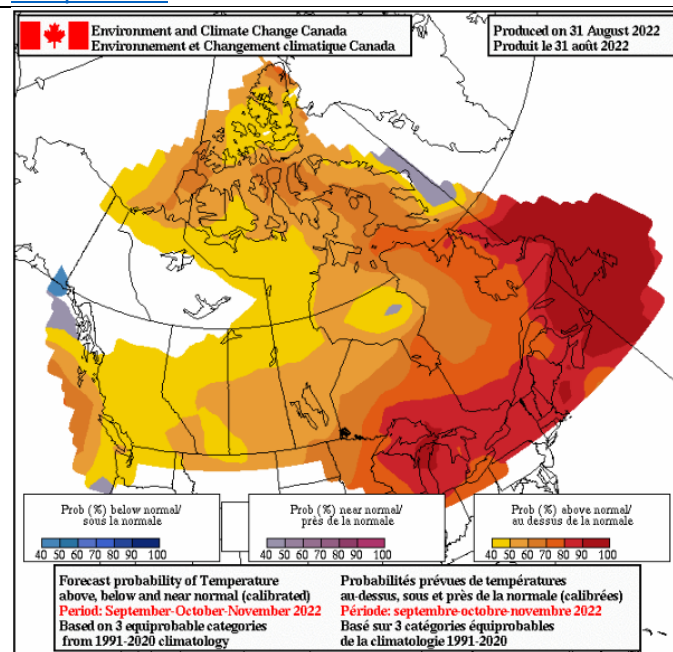 Environment and Climate Change Canada
Environnement et Changement climatique Canada
Produced on 31 August 2022
Produit le 31 août 2022
Prob (%) below normal/
sous la normale
40 50 60 70 80 90 100
Prob (%) near normal/
près de la normale
40 50 60 70 80 90 100
Prob (%) above normal/
au dessus de la normale
40 50 60 70 80 90 100
Forecast probability of Temperature
above, below and near normal (calibrated)
Period: September-October-November 2022
Based on 3 equiprobable categories
from 1991-2020 climatology
Probabilités prévues de températures
au-dessus, sous et près de la normale (calibrées)
Période: septembre-octobre-novembre 2022
Basé sur 3 catégories équiprobables
de la climatologie 1991-2020